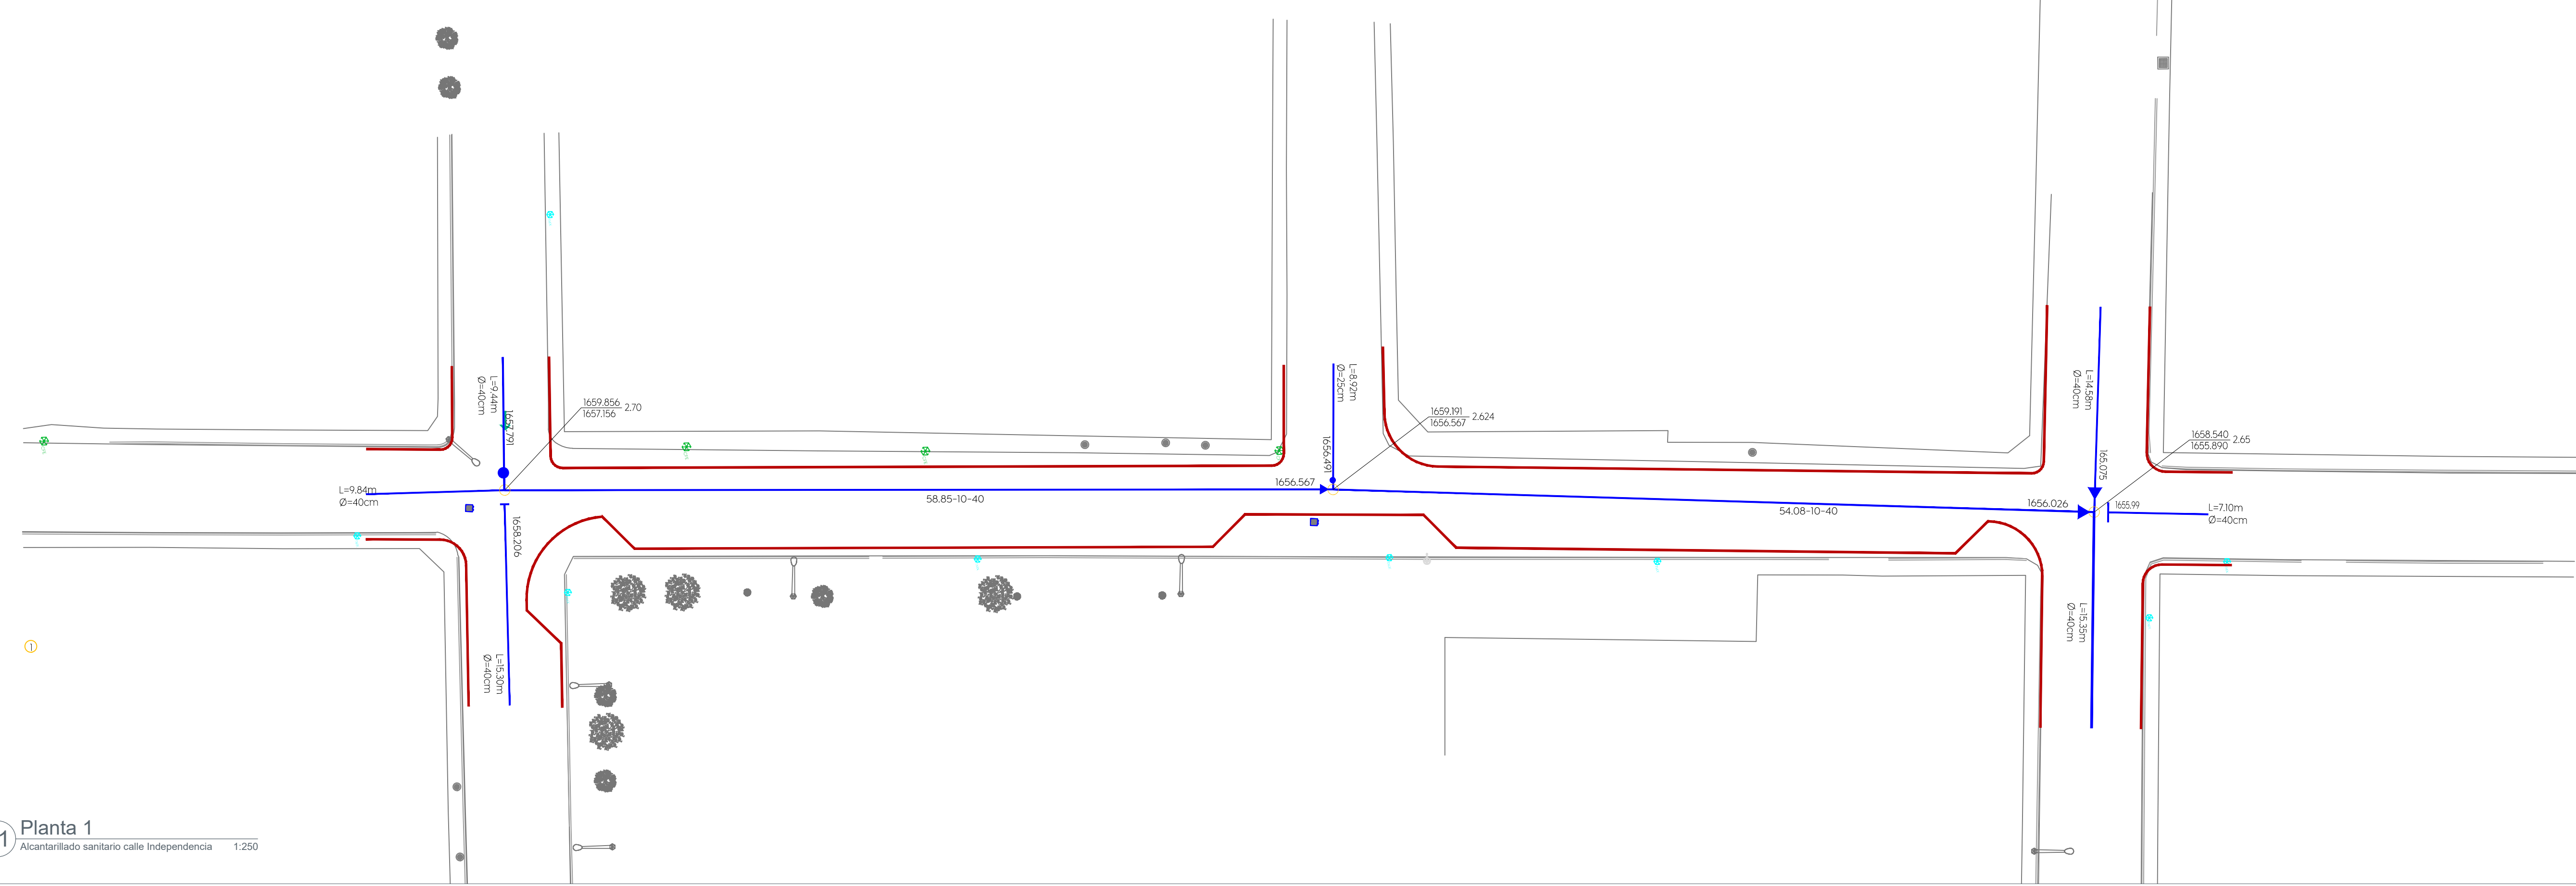 L=9.44m
Ø=40cm
1657.791
1659.856
1657.156
2.70
L=8.92m
Ø=25cm
1656.491
1659.191
1656.567
2.624
L=14.58m
Ø=40cm
165.075
1658.540
1655.890
2.65
L=9.84m
Ø=40cm
1656.567
58.85-10-40
1656.026
54.08-10-40
1655.99
L=7.10m
Ø=40cm
1658.206
L=15.30m
Ø=40cm
L=15.35m
Ø=40cm
1
1
Planta 1
Alcantarillado sanitario calle Independencia 1:250